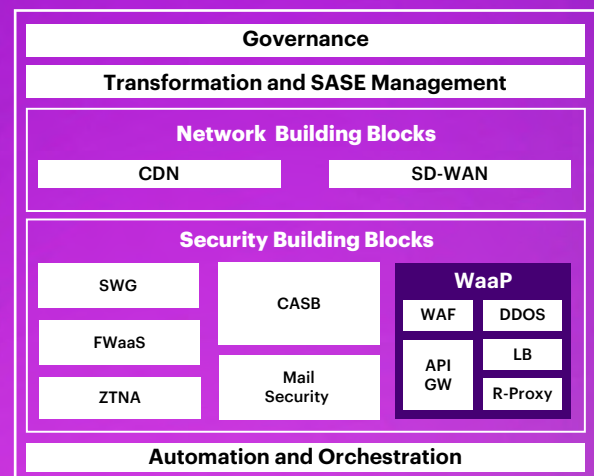 Governance
Transformation and SASE Management
Network Building Blocks
CDN
SD-WAN
Security Building Blocks
SWG
FWaaS
ZTNA
CASB
Mail
Security
WaaP
WAF
DDOS
API
GW
LB
R-Proxy
Automation and Orchestration